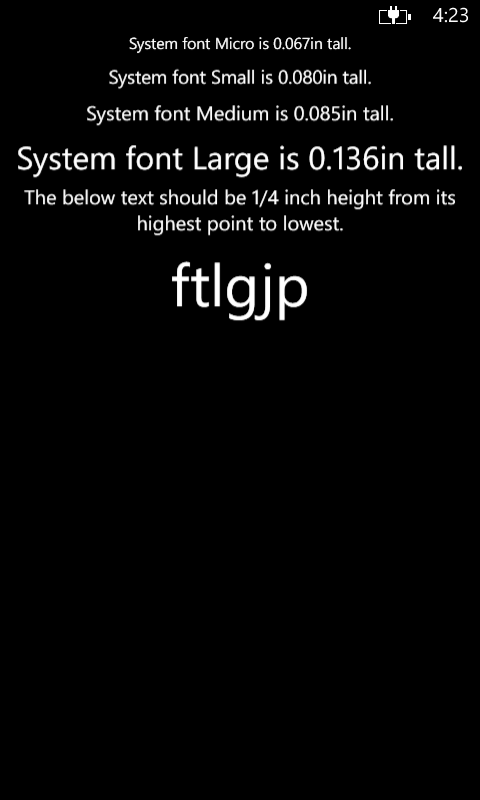 4:23
System font Micro is 0.067in tall.
System font Small is 0.080in tall.
System font Medium is 0.085in tall.
System font Large is 0.136in tall.
The below text should be 1/4 inch height from its
highest point to lowest.
ftlgjp